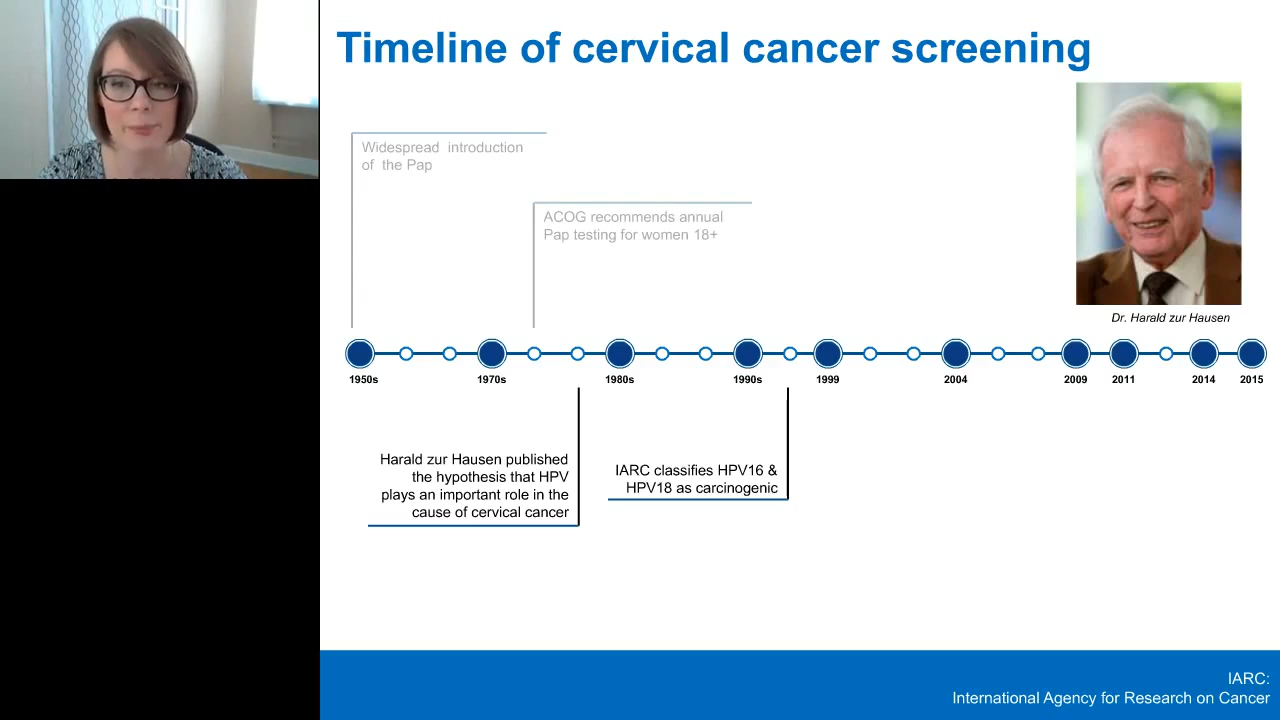 Timeline of cervical cancer screening
Widespread introduction
of the Pap
ACOG recommends annual
Pap testing for women 18+
Dr. Harald zur Hausen
1950s 1970s 1980s 1990s 1999 2004 2009 2011 2014 2015
Harald zur Hausen published
the hypothesis that HPV
plays an important role in the
cause of cervical cancer
IARC classifies HPV16 &
HPV18 as carcinogenic
IARC:
International Agency for Research on Cancer